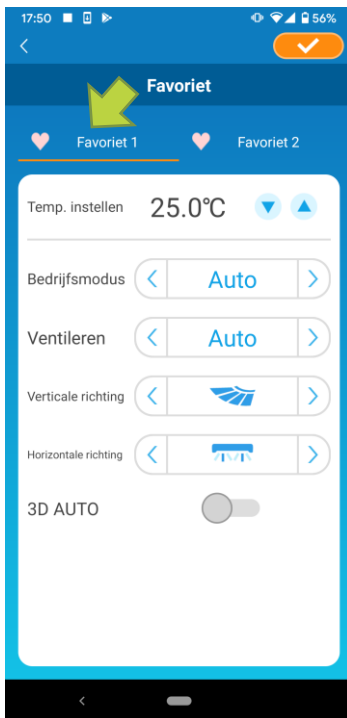 17:50 56%
Favoriet
Favoriet 1 Favoriet 2
Temp. instellen 25.0°C
Bedrijfsmodus Auto
Ventileren Auto
Verticale richting
Horizontale richting
3D AUTO